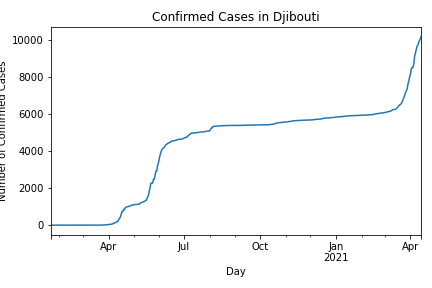 Confirmed Cases in Djibouti
Number of Confirmed Cases
10000
8000
6000
4000
2000
0
Apr
Jul
Oct
Jan
2021
Apr
Day